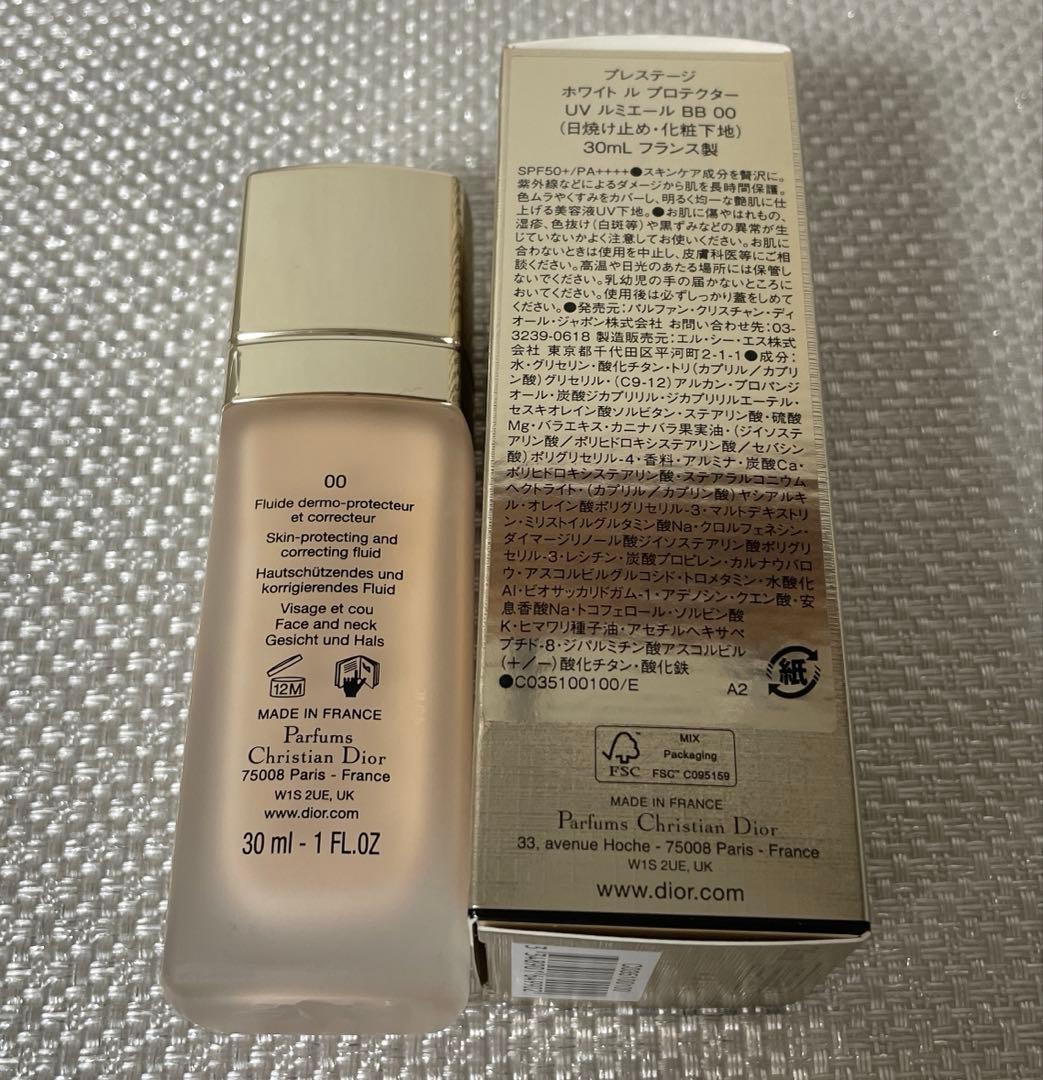 00
Fluide dermo-protecteur
et correcteur
Skin-protecting and
correcting fluid
Hautschützendes und
korrigierendes Fluid
Visage et cou
Face and neck
Gesicht und Hals
12M
MADE IN FRANCE
Parfums
Christian Dior
75008 Paris - France
W1S 2UE, UK
www.dior.com
30 ml - 1 FL.OZ
プレステージ
ホワイト ル プロテクター
UV ルミエール BB 00
(日焼け止め・化粧下地)
30mL フランス製
SPF50+/PA++++●スキンケア成分を贅沢に。
紫外線などによるダメージから肌を長時間保護。
色ムラやくすみをカバーし、明るく均一な艶肌に仕
上げる美容液UV下地。●お肌に傷やはれもの、
湿疹、色抜け(白斑等)や黒ずみなどの異常が生
じていないかよく注意してお使いください。お肌に
合わないときは使用を中止し、皮膚科医等にご相
談ください。高温や日光のあたる場所には保管し
ないでください。乳幼児の手の届かないところに
おいてください。使用後は必ずしっかり蓋をしめて
ください。●発売元:パルファン・クリスチャン・ディ
オール・ジャポン株式会社 お問い合わせ先:03-
3239-0618 製造販売元:エル・シー・エス株式
会社 東京都千代田区平河町2-1-1●成分:
水・グリセリン・酸化チタン・トリ(カプリル/カプリ
ン酸)グリセリル・(C9-12)アルカン・プロパンジ
オール・炭酸ジカプリリル・ジカプリリルエーテル・
セスキオレイン酸ソルビタン・ステアリン酸・硫酸
Mg・バラエキス・カニナバラ果実油・(ジイソステ
アリン酸/ポリヒドロキシステアリン酸/セバシン
酸)ポリグリセリル-4・香料・アルミナ・炭酸Ca・
ポリヒドロキシステアリン酸・ステアラルコニウム
ヘクトライト・(カプリル/カプリン酸)ヤシアルキ
ル・オレイン酸ポリグリセリル-3・マルトデキストリ
ン・ミリストイルグルタミン酸Na・クロルフェネシン・
ダイマージリノール酸ジイソステアリン酸ポリグリ
セリル-3・レシチン・炭酸プロピレン・カルナウバロ
ウ・アスコルビルグルコシド・トロメタミン・水酸化
Al・ビオサッカリドガム-1・アデノシン・クエン酸・安
息香酸Na・トコフェロール・ソルビン酸
K・ヒマワリ種子油・アセチルヘキサペ
プチド-8・ジパルミチン酸アスコルビル
(+/-)酸化チタン・酸化鉄
●C035100100/E
A2
紙
FSC
MIX
Packaging
FSC™ C095159
MADE IN FRANCE
Parfums Christian Dior
33, avenue Hoche - 75008 Paris - France
W1S 2UE, UK
www.dior.com
C035100100